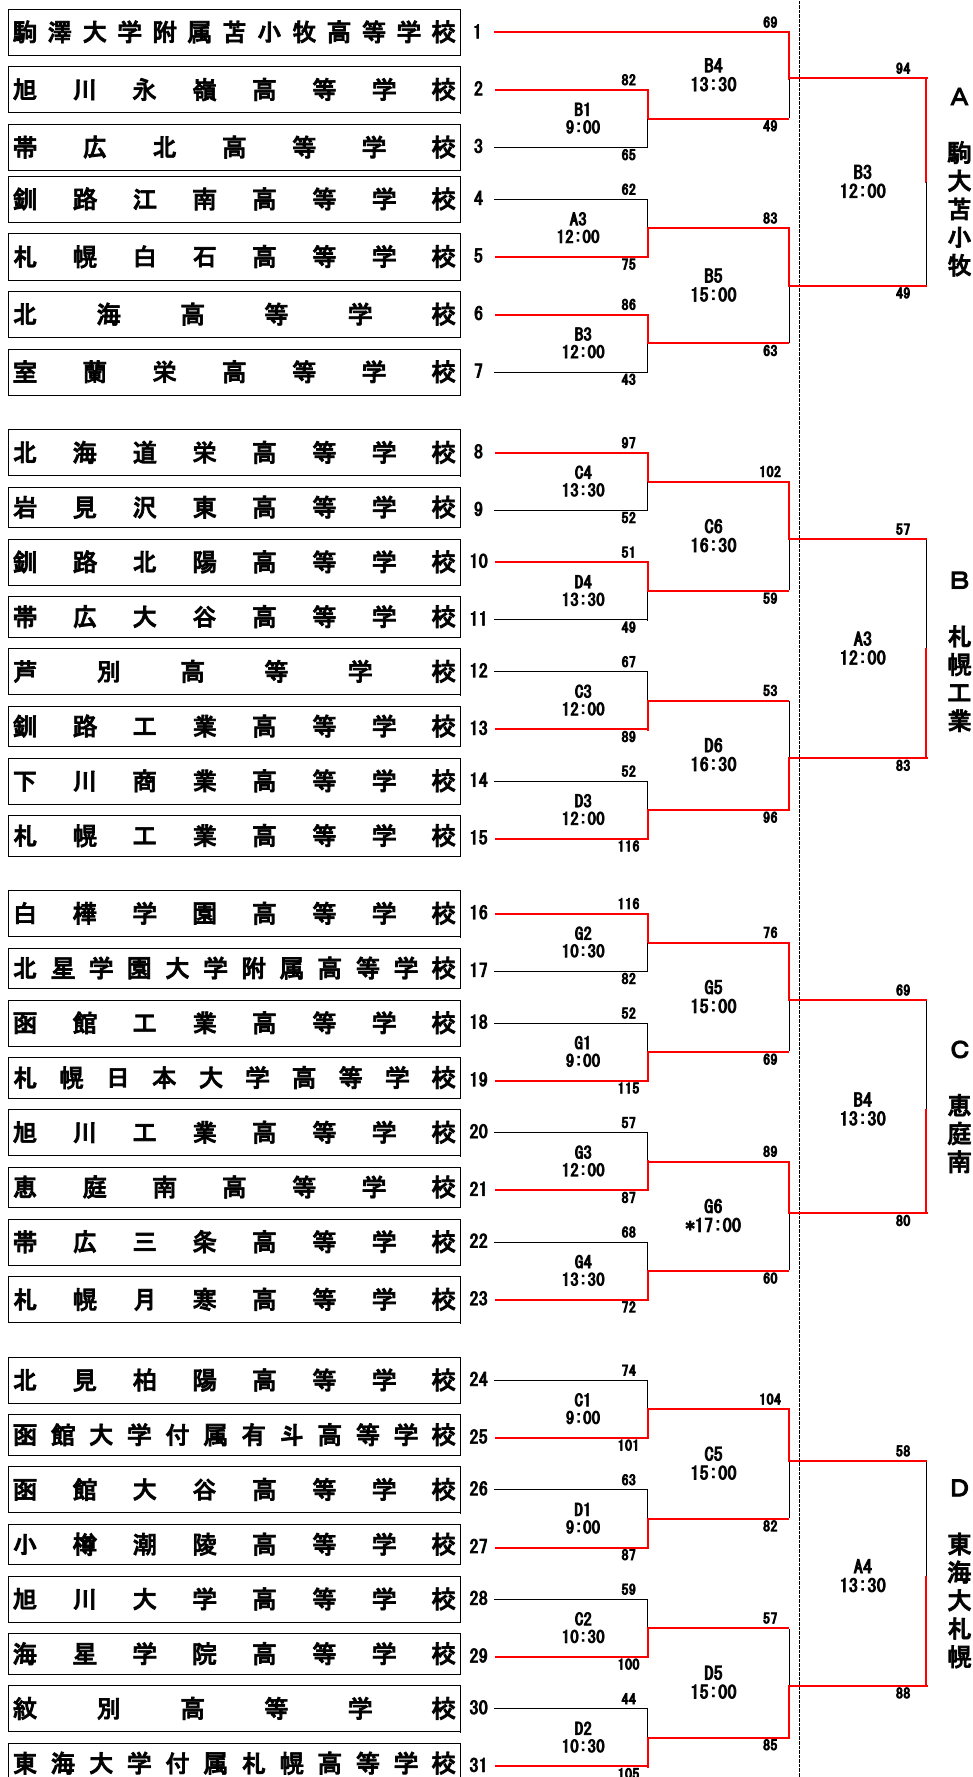 駒澤大学附属苫小牧高等学校 1 69
B4
13:30
94
旭川永嶺高等学校 2 82
B1
9:00
49
帯広北高等学校 3 65
B3
12:00
釧路江南高等学校 4 62
A3
12:00
83
札幌白石高等学校 5 75
B5
15:00
49
北海高等学校 6 86
B3
12:00
63
室蘭栄高等学校 7 43
A 駒大苫小牧
北海道栄高等学校 8 97
C4
13:30
102
岩見沢東高等学校 9 52
C6
16:30
57
釧路北陽高等学校 10 51
D4
13:30
59
帯広大谷高等学校 11 49
A3
12:00
芦別高等学校 12 67
C3
12:00
53
釧路工業高等学校 13 89
D6
16:30
83
下川商業高等学校 14 52
D3
12:00
96
札幌工業高等学校 15 116
B 札幌工業
白樺学園高等学校 16 116
G2
10:30
76
北星学園大学附属高等学校 17 82
G5
15:00
69
函館工業高等学校 18 52
G1
9:00
69
札幌日本大学高等学校 19 115
B4
13:30
旭川工業高等学校 20 57
G3
12:00
89
恵庭南高等学校 21 87
G6
*17:00
80
帯広三条高等学校 22 68
G4
13:30
60
札幌月寒高等学校 23 72
C 恵庭南
北見柏陽高等学校 24 74
C1
9:00
104
函館大学付属有斗高等学校 25 101
C5
15:00
58
函館大谷高等学校 26 63
D1
9:00
82
小樽潮陵高等学校 27 87
A4
13:30
旭川大学高等学校 28 59
C2
10:30
57
海星学院高等学校 29 100
D5
15:00
88
紋別高等学校 30 44
D2
10:30
85
東海大学付属札幌高等学校 31 105
D 東海大札幌